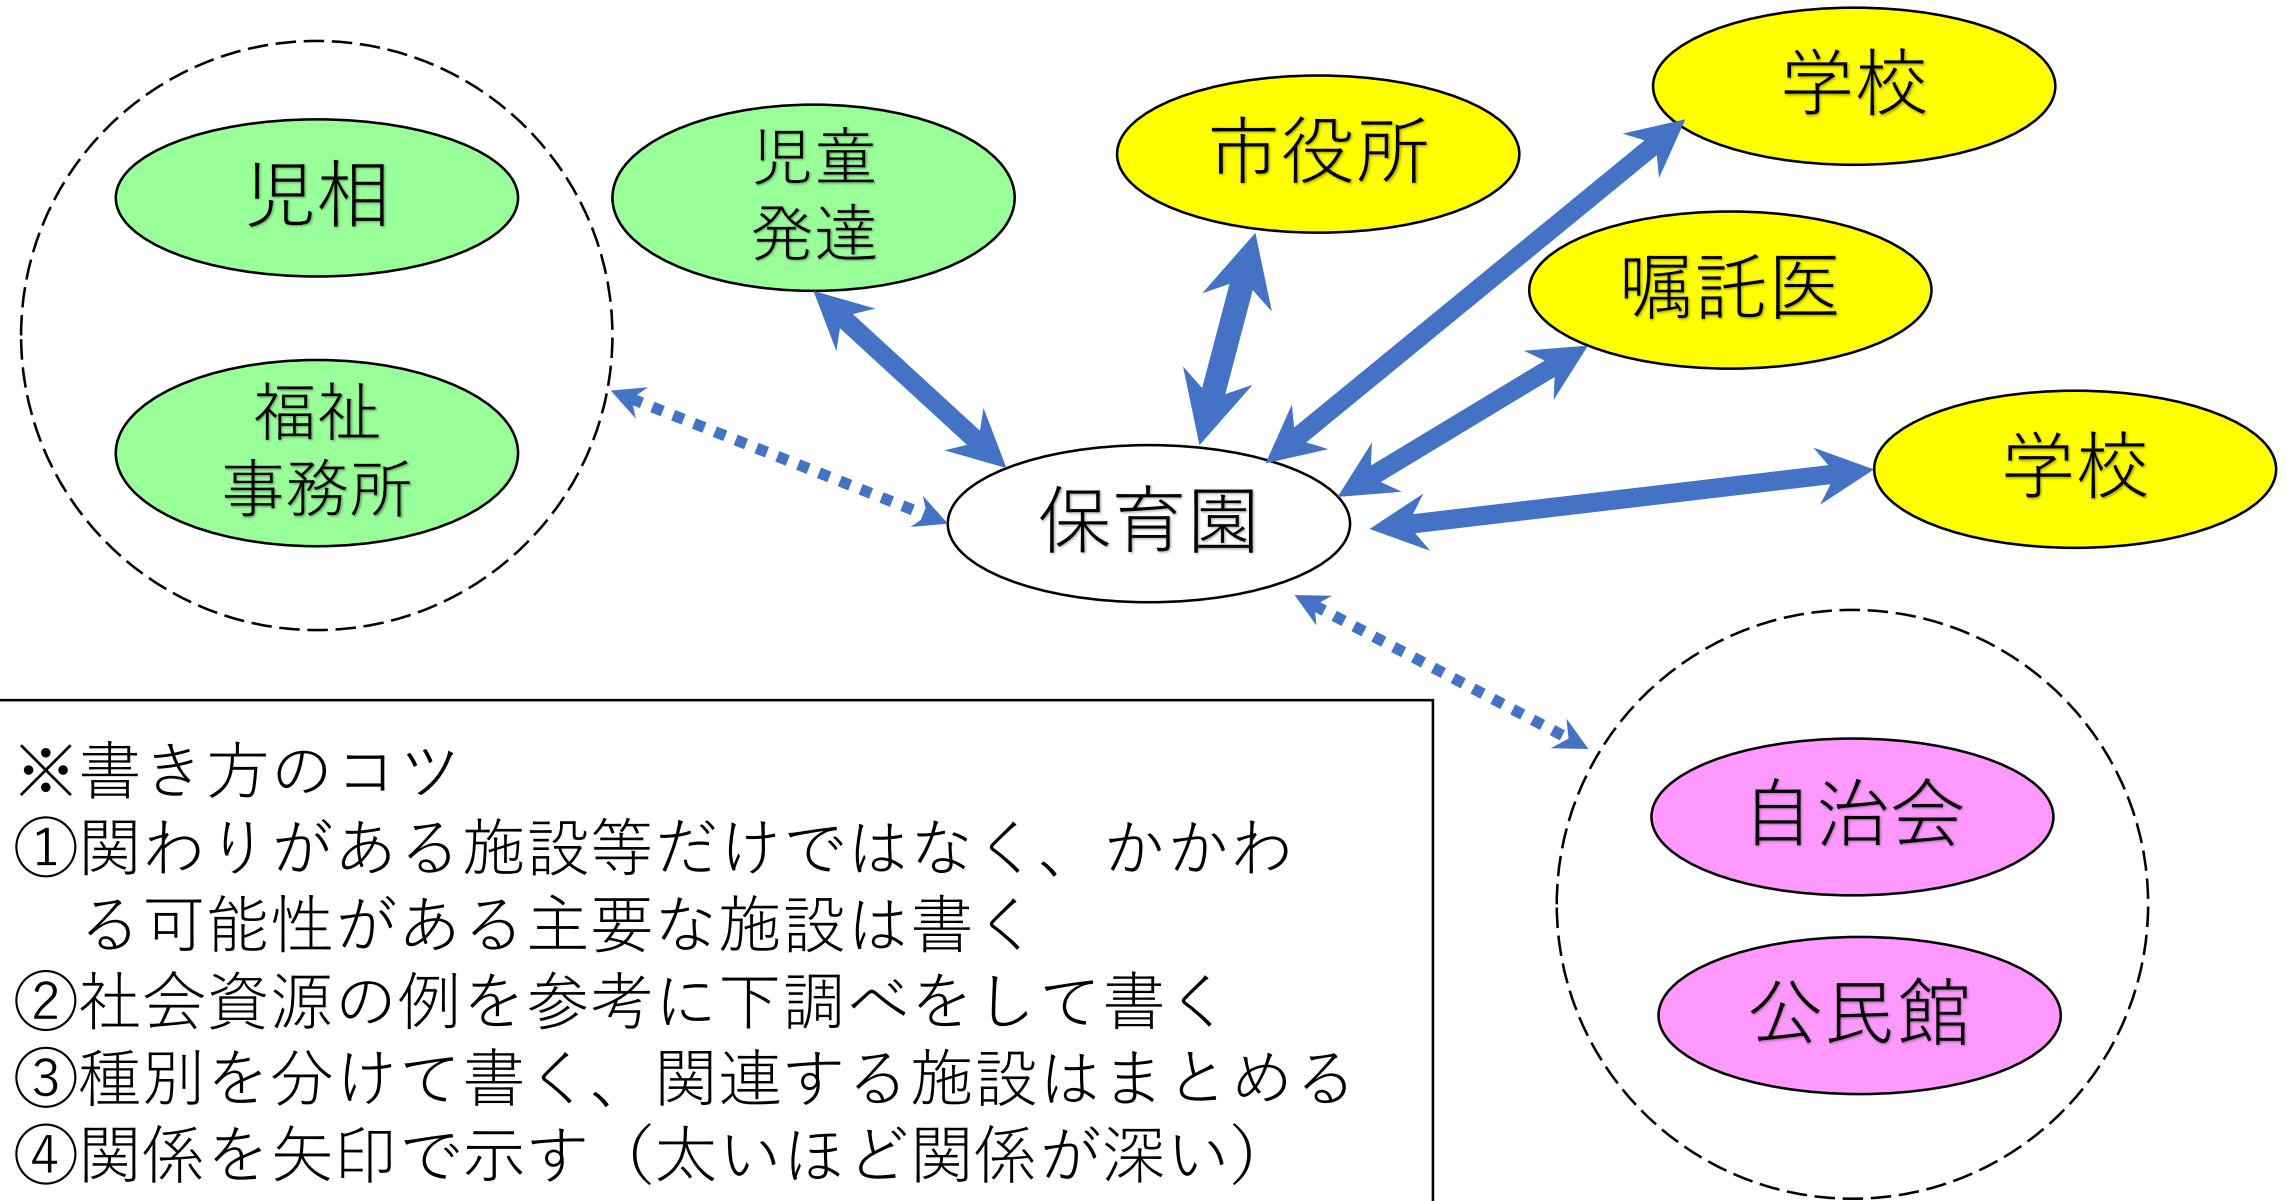 学校
市役所
児童
発達
児相
嘱託医
福祉
事務所
学校
保育園
自治会
公民館
※書き方のコツ
①関わりがある施設等だけではなく、かかわ
る可能性がある主要な施設は書く
②社会資源の例を参考に下調べをして書く
③種別を分けて書く、関連する施設はまとめる
④関係を矢印で示す（太いほど関係が深い）